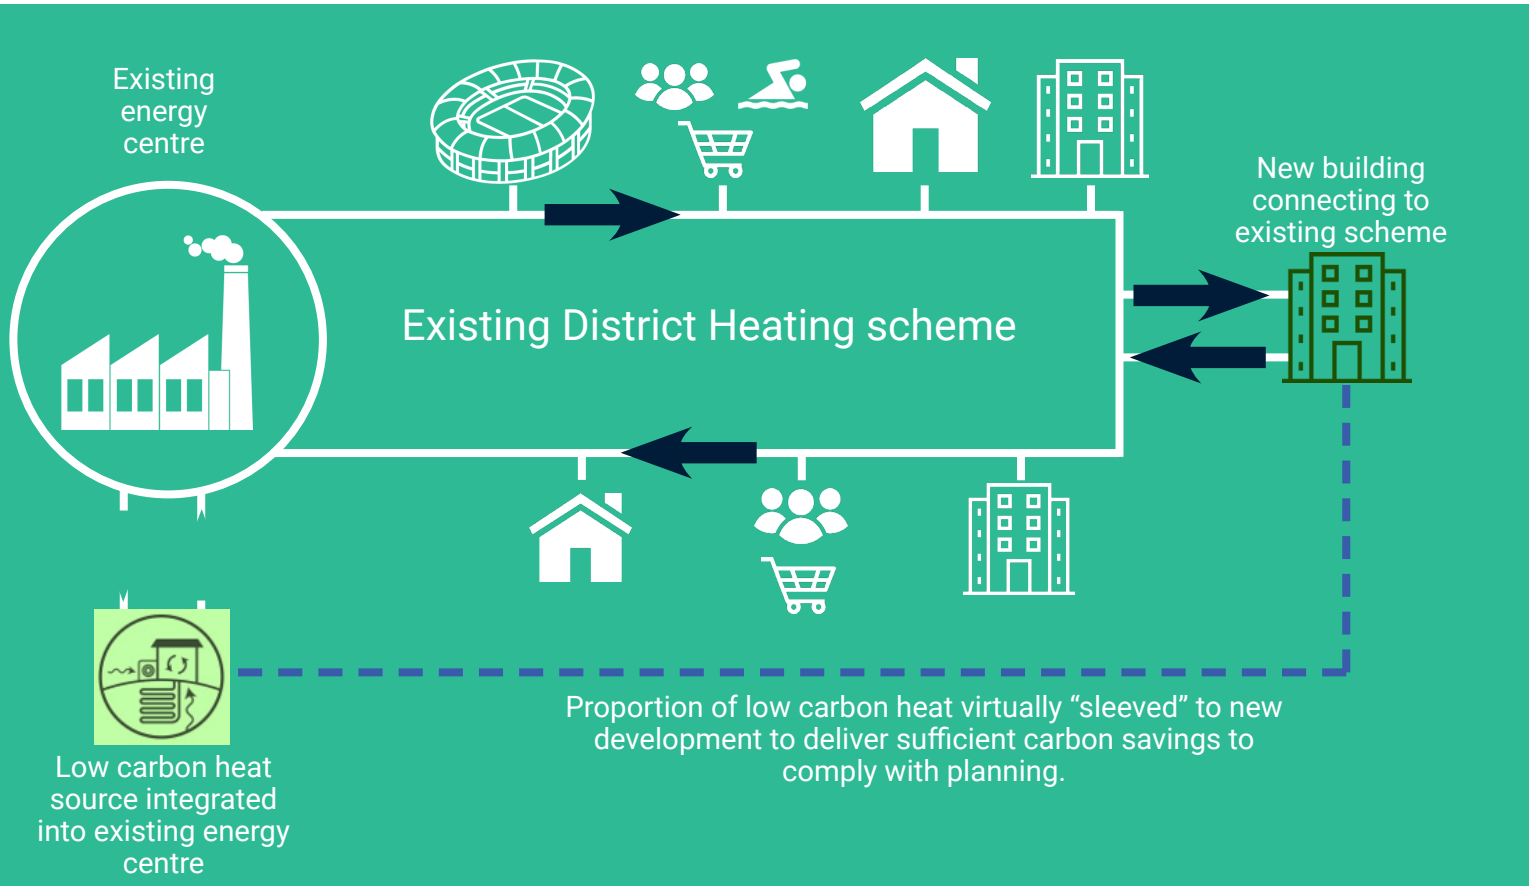 Existing
energy
centre
New building
connecting to
existing scheme
Existing District Heating scheme
Proportion of low carbon heat virtually “sleeved” to new
development to deliver sufficient carbon savings to
comply with planning.
Low carbon heat
source integrated
into existing energy
centre